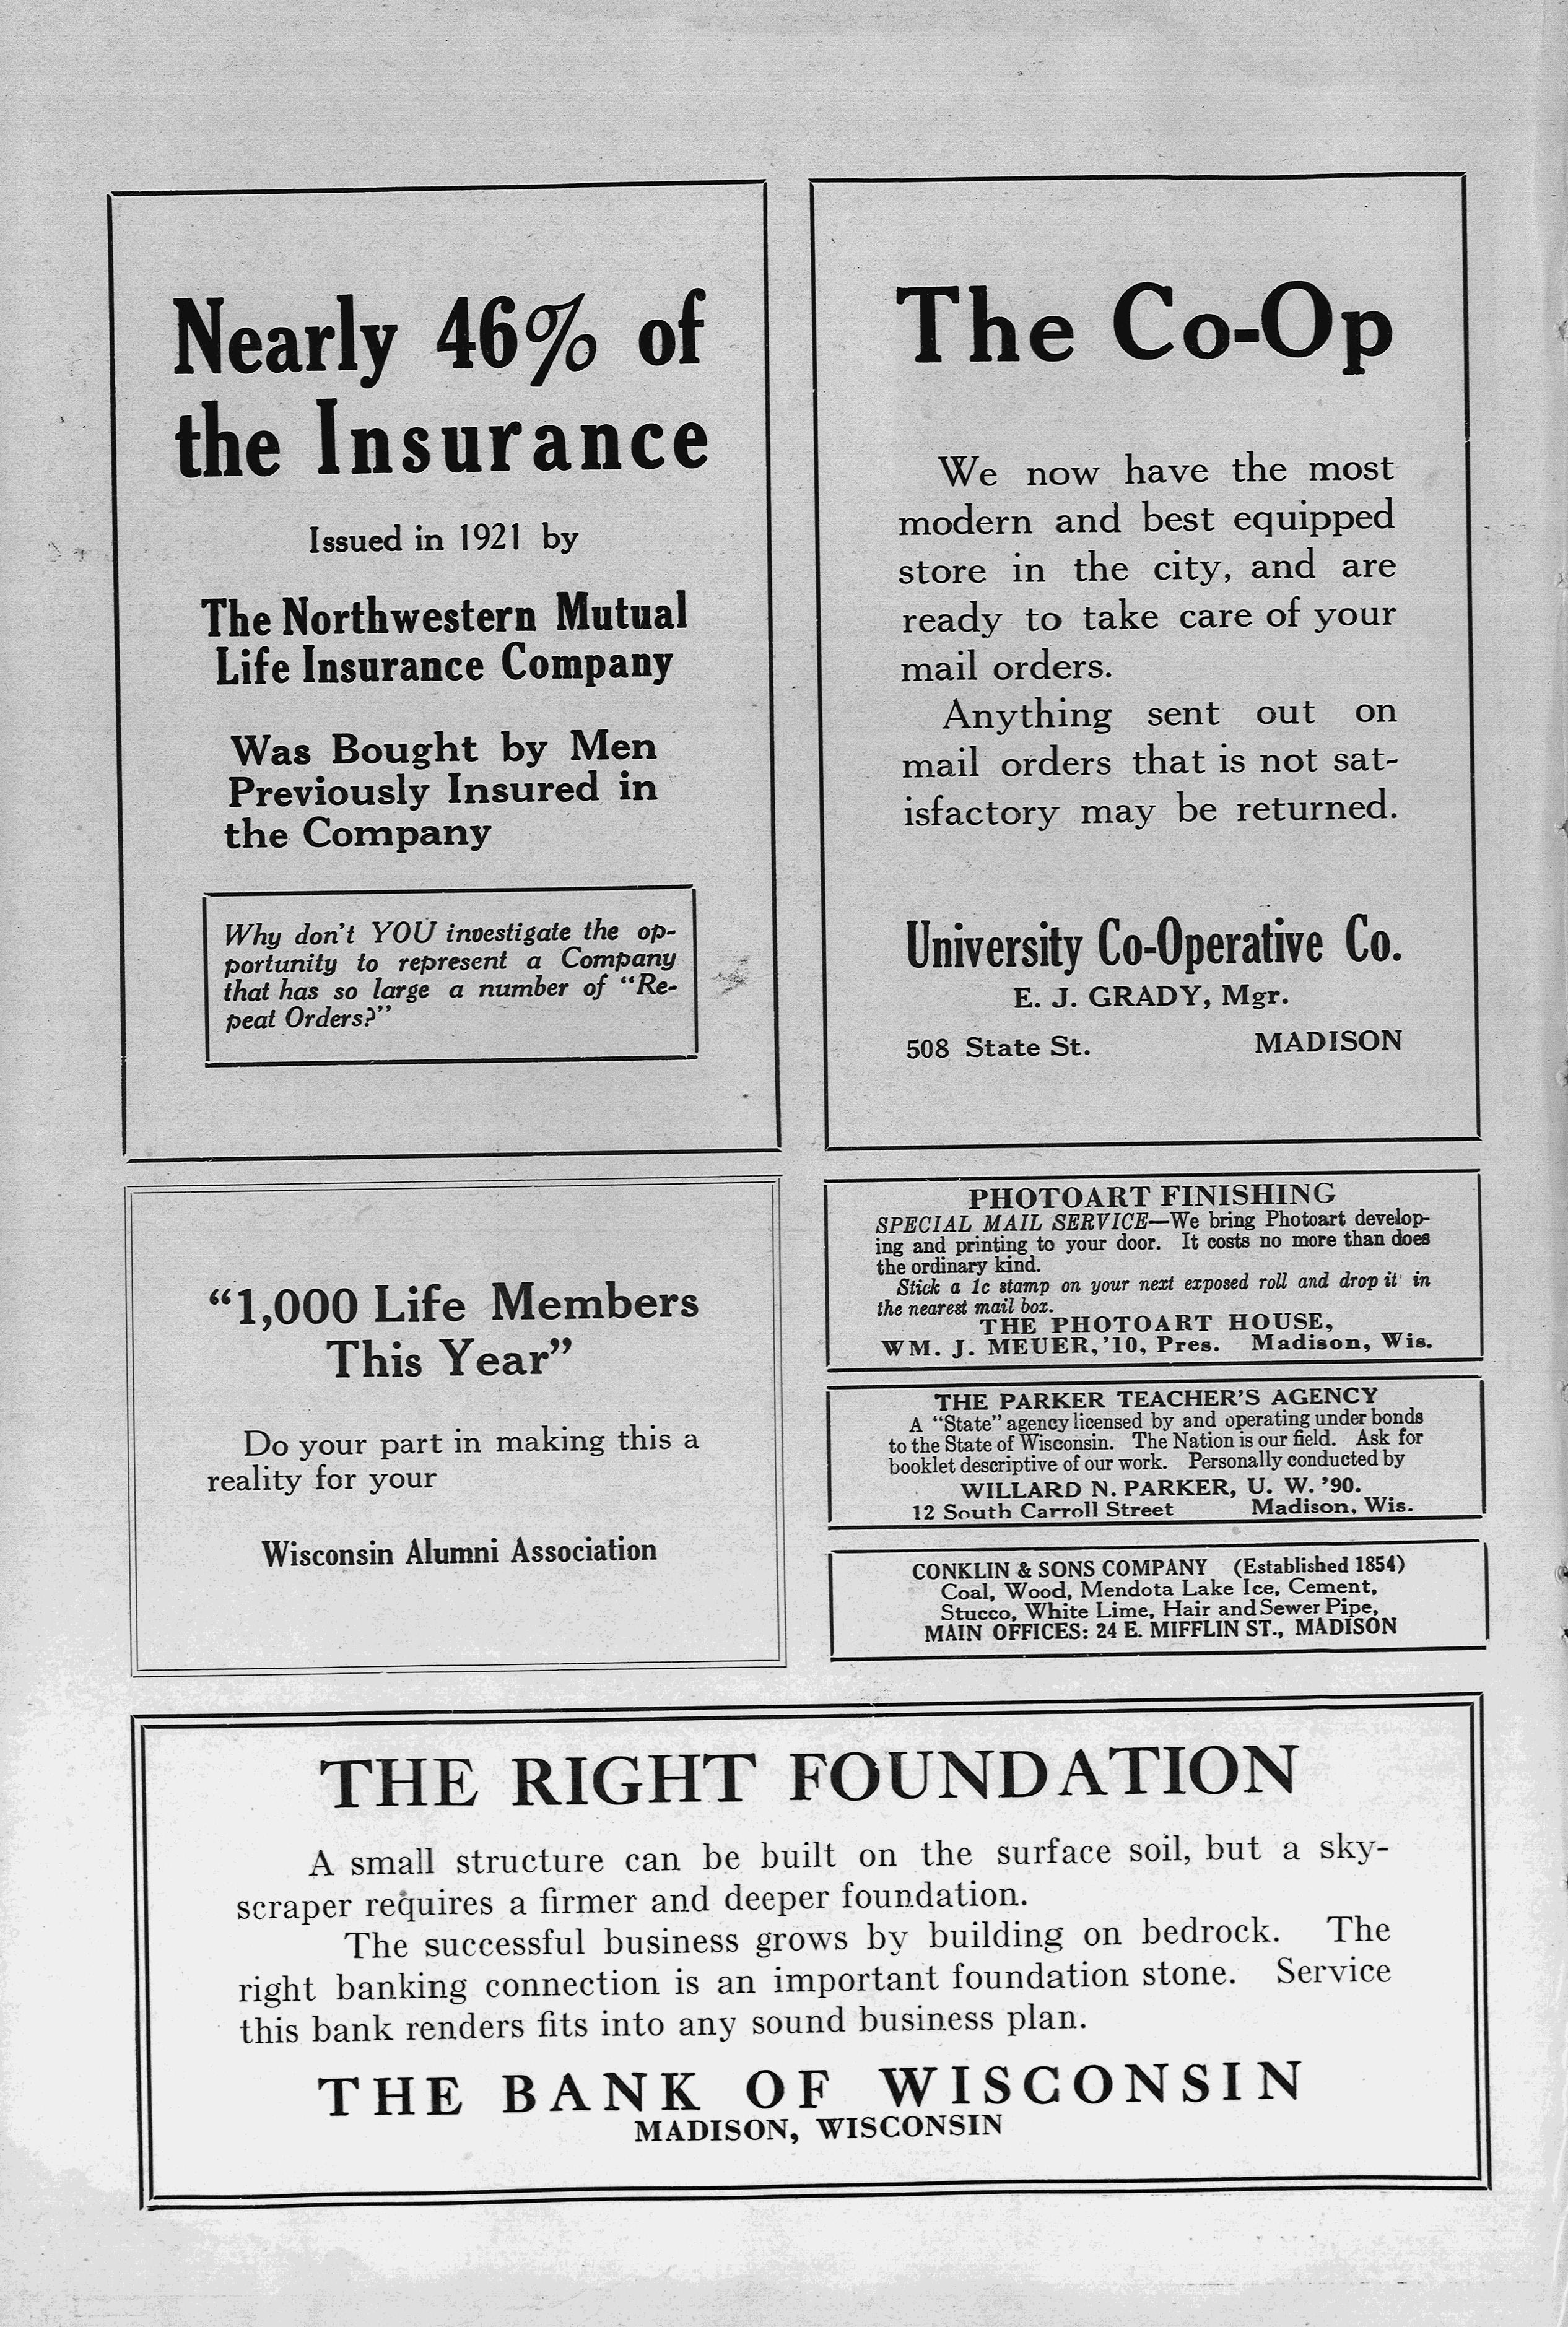 Nearly 46% of
the Insurance
Issued in 1921 by
The Northwestern Mutual
Life Insurance Company
Was Bought by Men
Previously Insured in
the Company
Why don't YOU investigate the op-
portunity to represent a Company
that has so large a number of “Re-
peat Orders?”
The Co-Op
We now have the most
modern and best equipped
store in the city, and are
ready to take care of your
mail orders.
Anything sent out on
mail orders that is not sat-
isfactory may be returned.
University Co-Operative Co.
E. J. GRADY, Mgr.
508 State St. MADISON
“1,000 Life Members
This Year”
Do your part in making this a
reality for your
Wisconsin Alumni Association
PHOTOART FINISHING
SPECIAL MAIL SERVICE—We bring Photoart develop-
ing and printing to your door. It costs no more than does
the ordinary kind.
Stick a 1c stamp on your next exposed roll and drop it in
the nearest mail box.
THE PHOTOART HOUSE,
WM. J. MEUER, '10, Pres. Madison, Wis.
THE PARKER TEACHER'S AGENCY
A “State” agency licensed by and operating under bonds
to the State of Wisconsin. The Nation is our field. Ask for
booklet descriptive of our work. Personally conducted by
WILLARD N. PARKER, U. W. '90.
12 South Carroll Street Madison, Wis.
CONKLIN & SONS COMPANY (Established 1854)
Coal, Wood, Mendota Lake Ice, Cement,
Stucco, White Lime, Hair and Sewer Pipe,
MAIN OFFICES: 24 E. MIFFLIN ST., MADISON
THE RIGHT FOUNDATION
A small structure can be built on the surface soil, but a sky-
scraper requires a firmer and deeper foundation.
The successful business grows by building on bedrock. The
right banking connection is an important foundation stone. Service
this bank renders fits into any sound business plan.
THE BANK OF WISCONSIN
MADISON, WISCONSIN